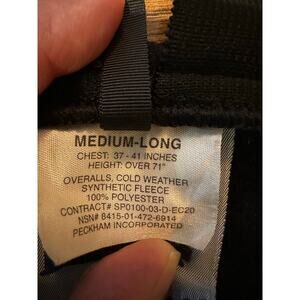 MEDIUM-LONG
CHEST: 37 - 41 INCHES
HEIGHT: OVER 71"
OVERALLS, COLD WEATHER
SYNTHETIC FLEECE
100% POLYESTER
CONTRACT# SP0100-03-D-EC20
NSN# 8415-01-472-6914
PECKHAM INCORPORATED